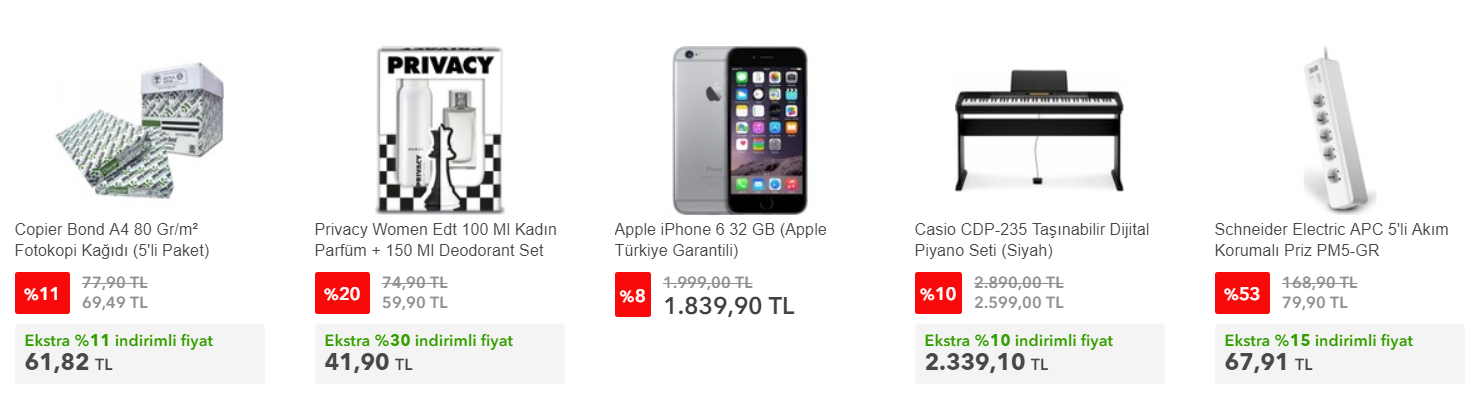 PRIVACY
PRIVACY
Copier Bond A4 80 Gr/m²
Fotokopi Kağıdı (5'li Paket)
%11
77,90 TL
69,49 TL
Ekstra %11 indirimli fiyat
61,82 TL
Privacy Women Edt 100 Ml Kadın
Parfüm + 150 Ml Deodorant Set
%20
74,90 TL
59,90 TL
Ekstra %30 indirimli fiyat
41,90 TL
Apple iPhone 6 32 GB (Apple
Türkiye Garantili)
%8
1.999,00 TL
1.839,90 TL
Casio CDP-235 Taşınabilir Dijital
Piyano Seti (Siyah)
%10
2.890,00 TL
2.599,00 TL
Ekstra %10 indirimli fiyat
2.339,10 TL
Schneider Electric APC 5'li Akım
Korumalı Priz PM5-GR
%53
168,90 TL
79,90 TL
Ekstra %15 indirimli fiyat
67,91 TL